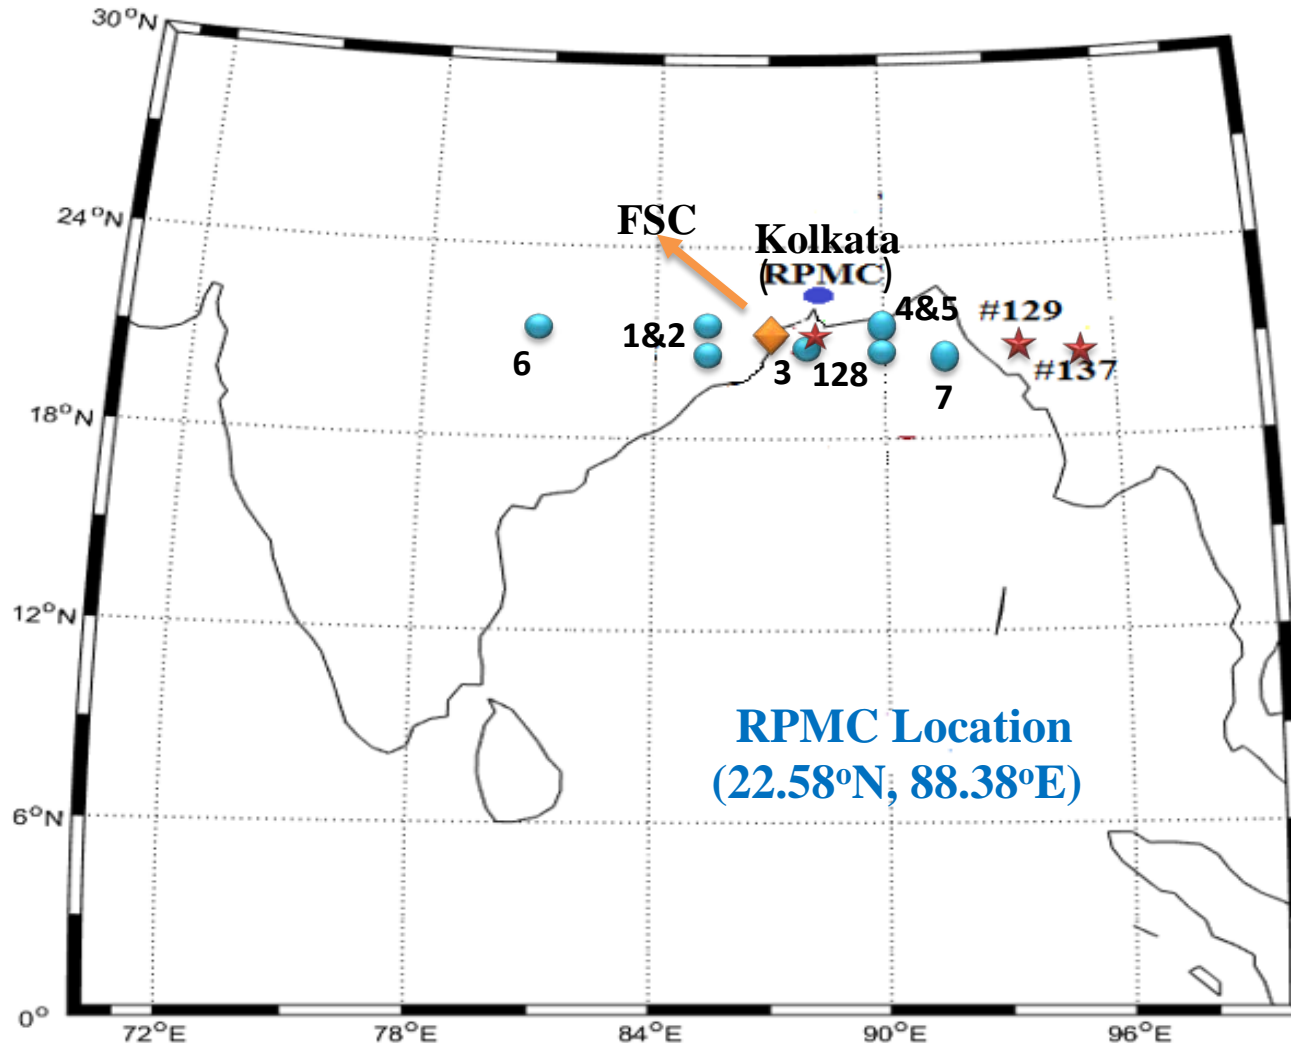 30°N
24°N
FSC
Kolkata
(RPMC)
4&5
#129
1&2
6
3
128
#137
7
18°N
12°N
RPMC Location
(22.58°N, 88.38°E)
6°N
0°
72°E
78°E
84°E
90°E
96°E